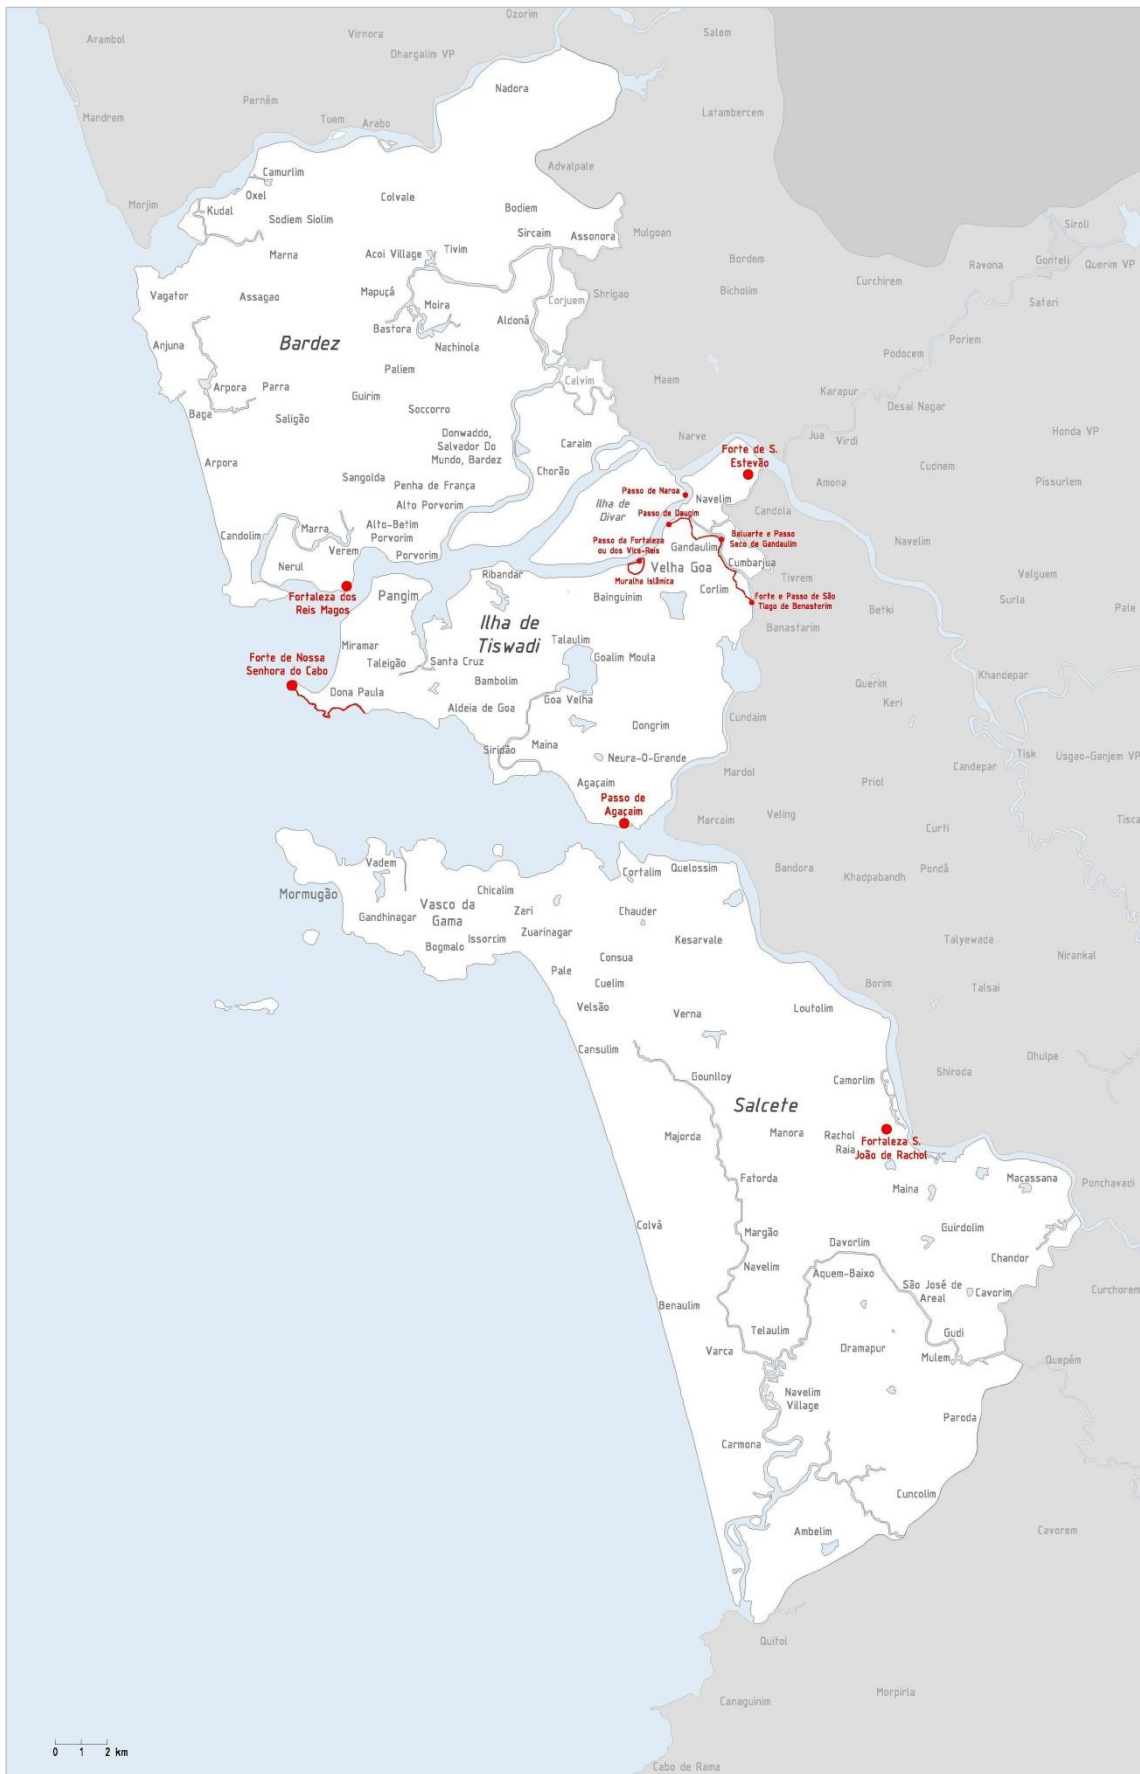 Ozorim
Arambol
Virnora
Salem
Dhargalim VP
Nadora
Perném
Mandrem
Tuem
Arabo
Latambercem
Advalpale
Camurlim
Oxel
Colvale
Morjim
Kudal
Bodiem
Sodiem Siolim
Siroli
Sircaim
Assonora
Mulgoan
Tivim
Marna
Acoi Village
Bordem
Gonteli
Querim VP
Ravona
Curchirem
Vagator
Assagao
Mapuçá
Shrigao
Bicholim
Moira
Corjuem
Satari
Bastora
Aldoná
Anjuna
Bardez
Nachinola
Poriem
Podocem
Paliem
Calvim
Maem
Arpora
Parra
Guirim
Karapur
Desai Nagar
Baga
Saligão
Soccorro
Donwaddo,
Salvador Do
Mundo, Bardez
Caraim
Narve
Jua
Virdi
Honda VP
Forte de S.
Estevão
Arpora
Chorão
Cudnem
Sangolda
Penha de França
Amona
Pissurlem
Passo de Naroa
Navelim
Alto Porvorim
Ilha de
Divar
Passo de Daugim
Candola
Marra
Alto-Betim
Porvorim
Candolim
Verem
Porvorim
Passo da Fortaleza
ou dos Vice-Reis
Gandaulim
Baluarte e Passo
Seco de Gandaulim
Navelim
Nerul
Ribandar
Velha Goa
Cumbarjua
Muralha Islâmica
Tivrem
Velguem
Fortaleza dos
Reis Magos
Pangim
Bainguinim
Corlim
Forte e Passo de São
Tiago de Benasterim
Surla
Betki
Pale
Ilha de
Tiswadi
Banastarim
Miramar
Talaulim
Forte de Nossa
Senhora do Cabo
Taleigão
Santa Cruz
Goalim Moula
Khandepar
Bambolim
Querim
Dona Paula
Goa Velha
Keri
Aldeia de Goa
Cundaim
Dongrim
Siridão
Maina
Tisk
Usgao-Ganjem VP
Neura-O-Grande
Candepar
Mardol
Agaçaim
Priol
Passo de
Agaçaim
Veling
Marcaim
Tisca
Curti
Vadem
Cortalim
Quelossim
Bandora
Pondá
Khadpabandh
Mormugão
Chicalim
Vasco da
Gama
Gandhinagar
Zari
Chauder
Zuarinagar
Issorcim
Bogmalo
Kesarvale
Talyewada
Consua
Nirankal
Pale
Cuelim
Borim
Talsai
Velsão
Verna
Loutolim
Cansulim
Dhulpe
Gounlloy
Camorlim
Shiroda
Salcete
Majorda
Manora
Rachol
Raia
Fortaleza S.
João de Rachol
Fatorda
Macassana
Ponchavadi
Maina
Colvá
Margão
Guirdolim
Davorlim
Chandor
Navelim
Aquem-Baixo
São José de
Areal
Cavorim
Curchorem
Benaulim
Telaulim
Gudi
Varca
Dramapur
Mulem
Quepém
Navelim
Village
Paroda
Carmona
Cuncolim
Ambelim
Cavorem
Quitol
Morpirla
Canaguinim
0 1 2 km
Cabo de Rama